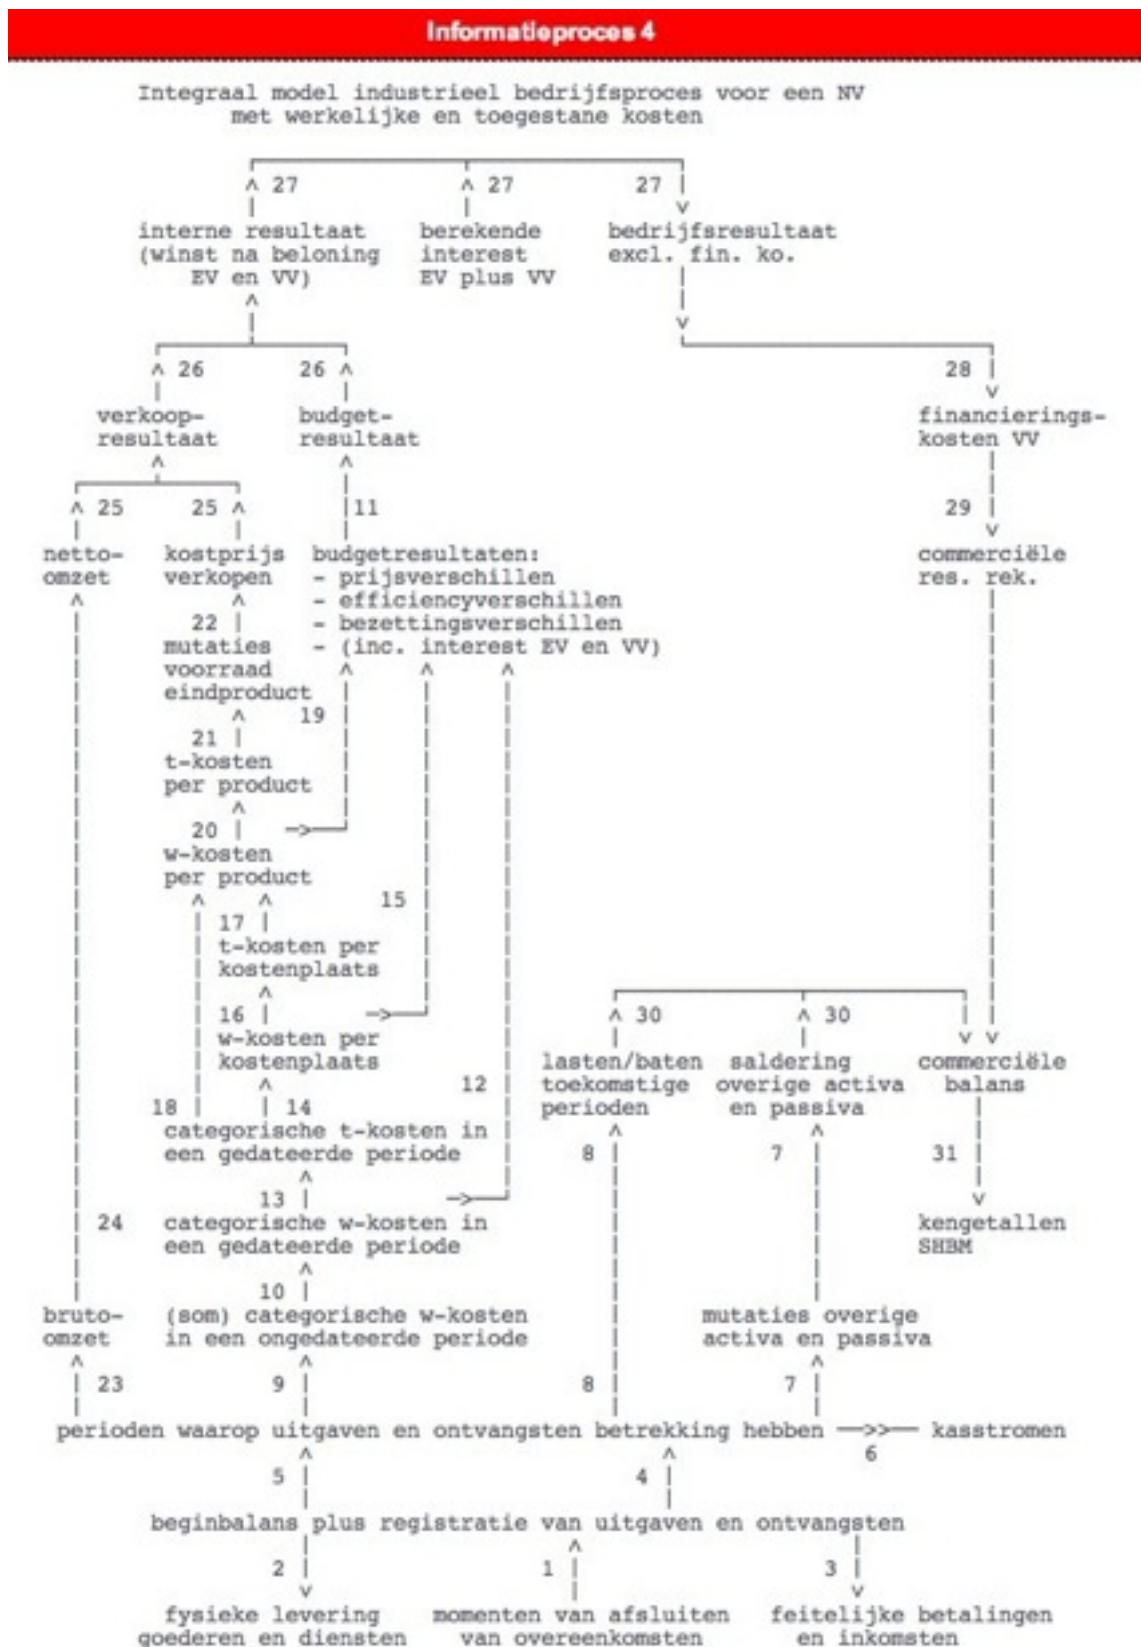 Informatieproces 4
Integraal model industrieel bedrijfsproces voor een NV
met werkelijke en toegestane kosten
27 27 27
interne resultaat berekende bedrijfsresultaat
(winst na beloning interest excl. fin. ko.
EV en VV) EV plus VV
26 26 28
verkoop- budget- financierings-
resultaat resultaat kosten VV
25 25 11 29
netto- kostprijs budgetresultaten: commerciële
omzet verkopen - prijsverschillen res. rek.
- efficiencyverschillen
22 - bezettingsverschillen
mutaties - (inc. interest EV en VV)
voorraad
eindproduct
19
21
t-kosten
per product
20
w-kosten
per product
15
17
t-kosten per
kostenplaats
16 30 30
w-kosten per lasten/baten saldering commerciële
kostenplaats toekomstige overige activa balans
12
18 14 perioden en passiva
categorische t-kosten in
een gedateerde periode 8 7 31
13
24 categorische w-kosten in kengetallen
een gedateerde periode SHBM
10
bruto- (som) categorische w-kosten mutaties overige
omzet in een ongedateerde periode activa en passiva
23 9 8 7
perioden waarop uitgaven en ontvangsten betrekking hebben kasstromen
6
5 4
beginbalans plus registratie van uitgaven en ontvangsten
2 1 3
fysieke levering momenten van afsluiten feitelijke betalingen
goederen en diensten van overeenkomsten en inkomsten